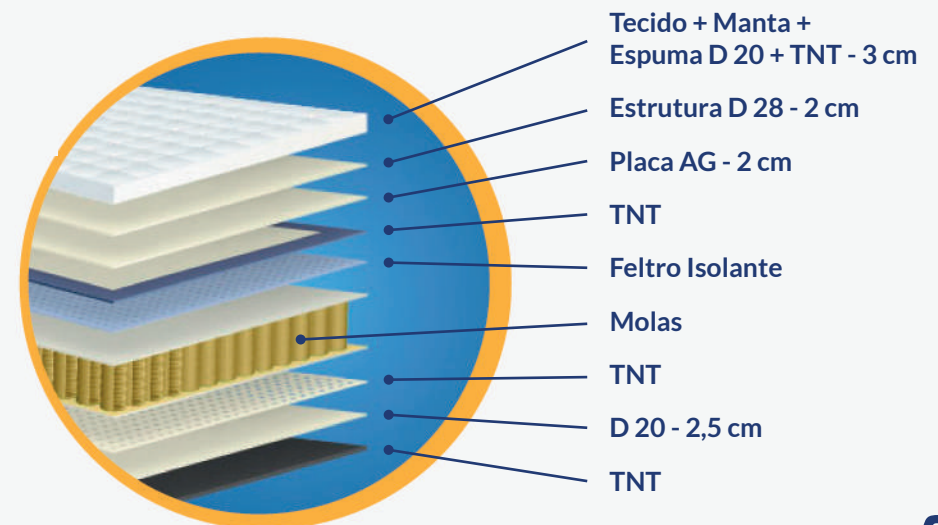 Tecido + Manta +
Espuma D 20 + TNT - 3 cm
Estrutura D 28 - 2 cm
Placa AG - 2 cm
TNT
Feltro Isolante
Molas
TNT
D 20 - 2,5 cm
TNT